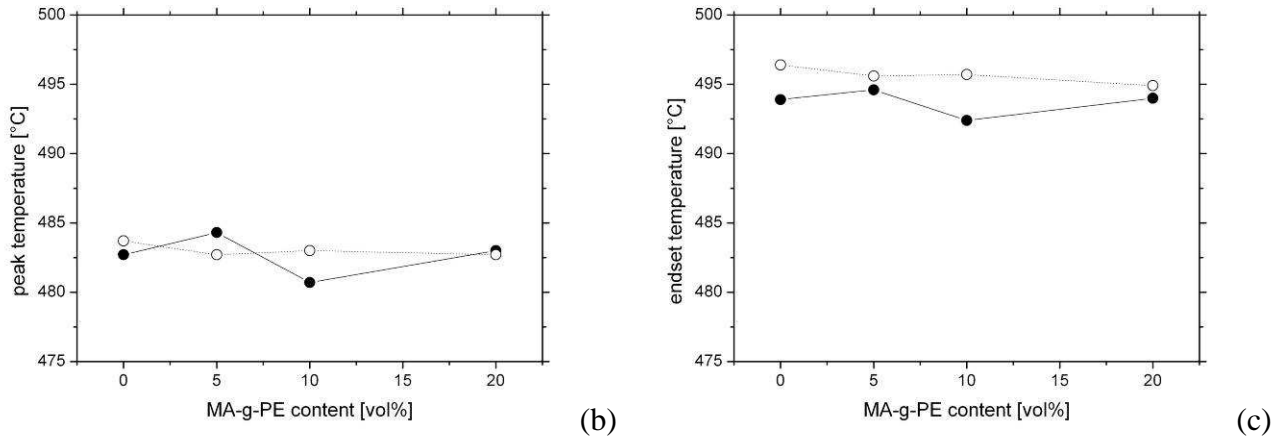 500
495
490
485
480
475
peak temperature [°C]
0 5 10 15 20
MA-g-PE content [vol%]
(b)
500
495
490
485
480
475
endset temperature [°C]
0 5 10 15 20
MA-g-PE content [vol%]
(c)